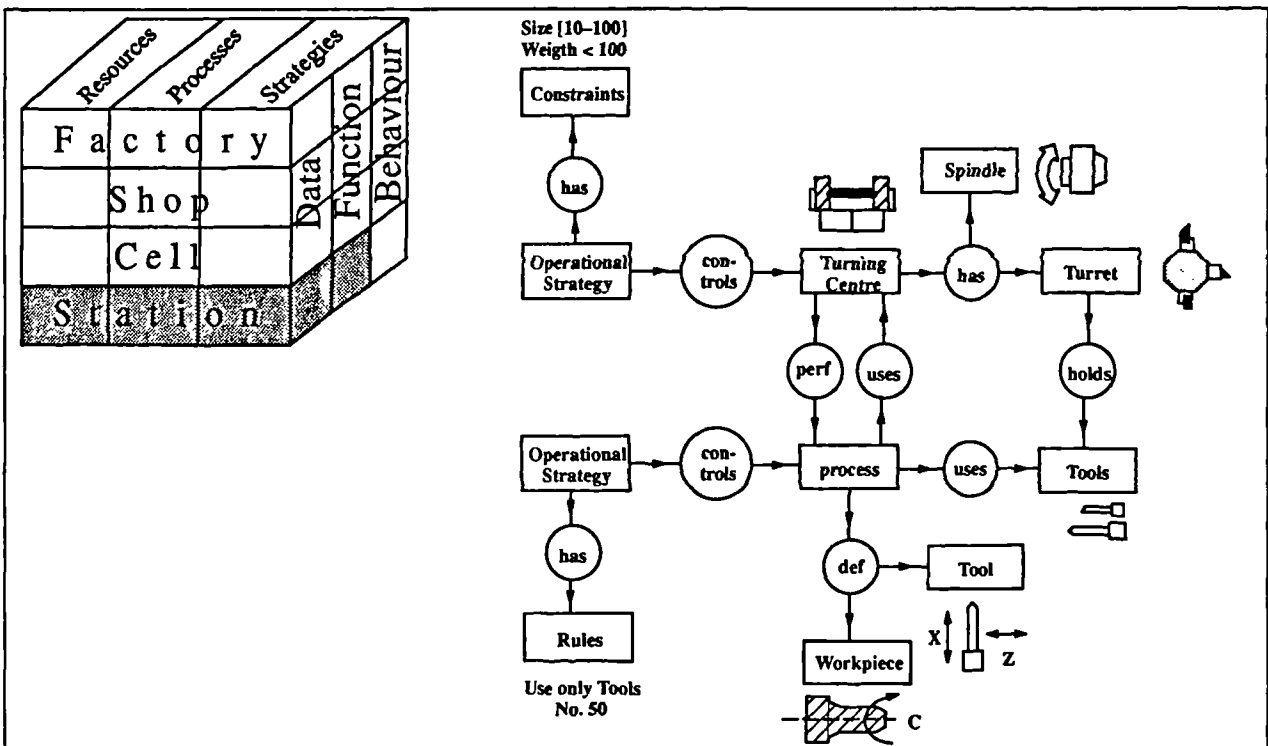 Resources
Processes
Strategies
Factory
Shop
Cell
Station
Data
Function
Behaviour
Size [10–100]
Weigth < 100
Constraints
has
Operational
Strategy
con-
trols
Turning
Centre
has
Spindle
Turret
perf
uses
holds
Operational
Strategy
con-
trols
process
uses
Tools
has
def
Tool
Rules
Workpiece
X
Z
Use only Tools
No. 50
C